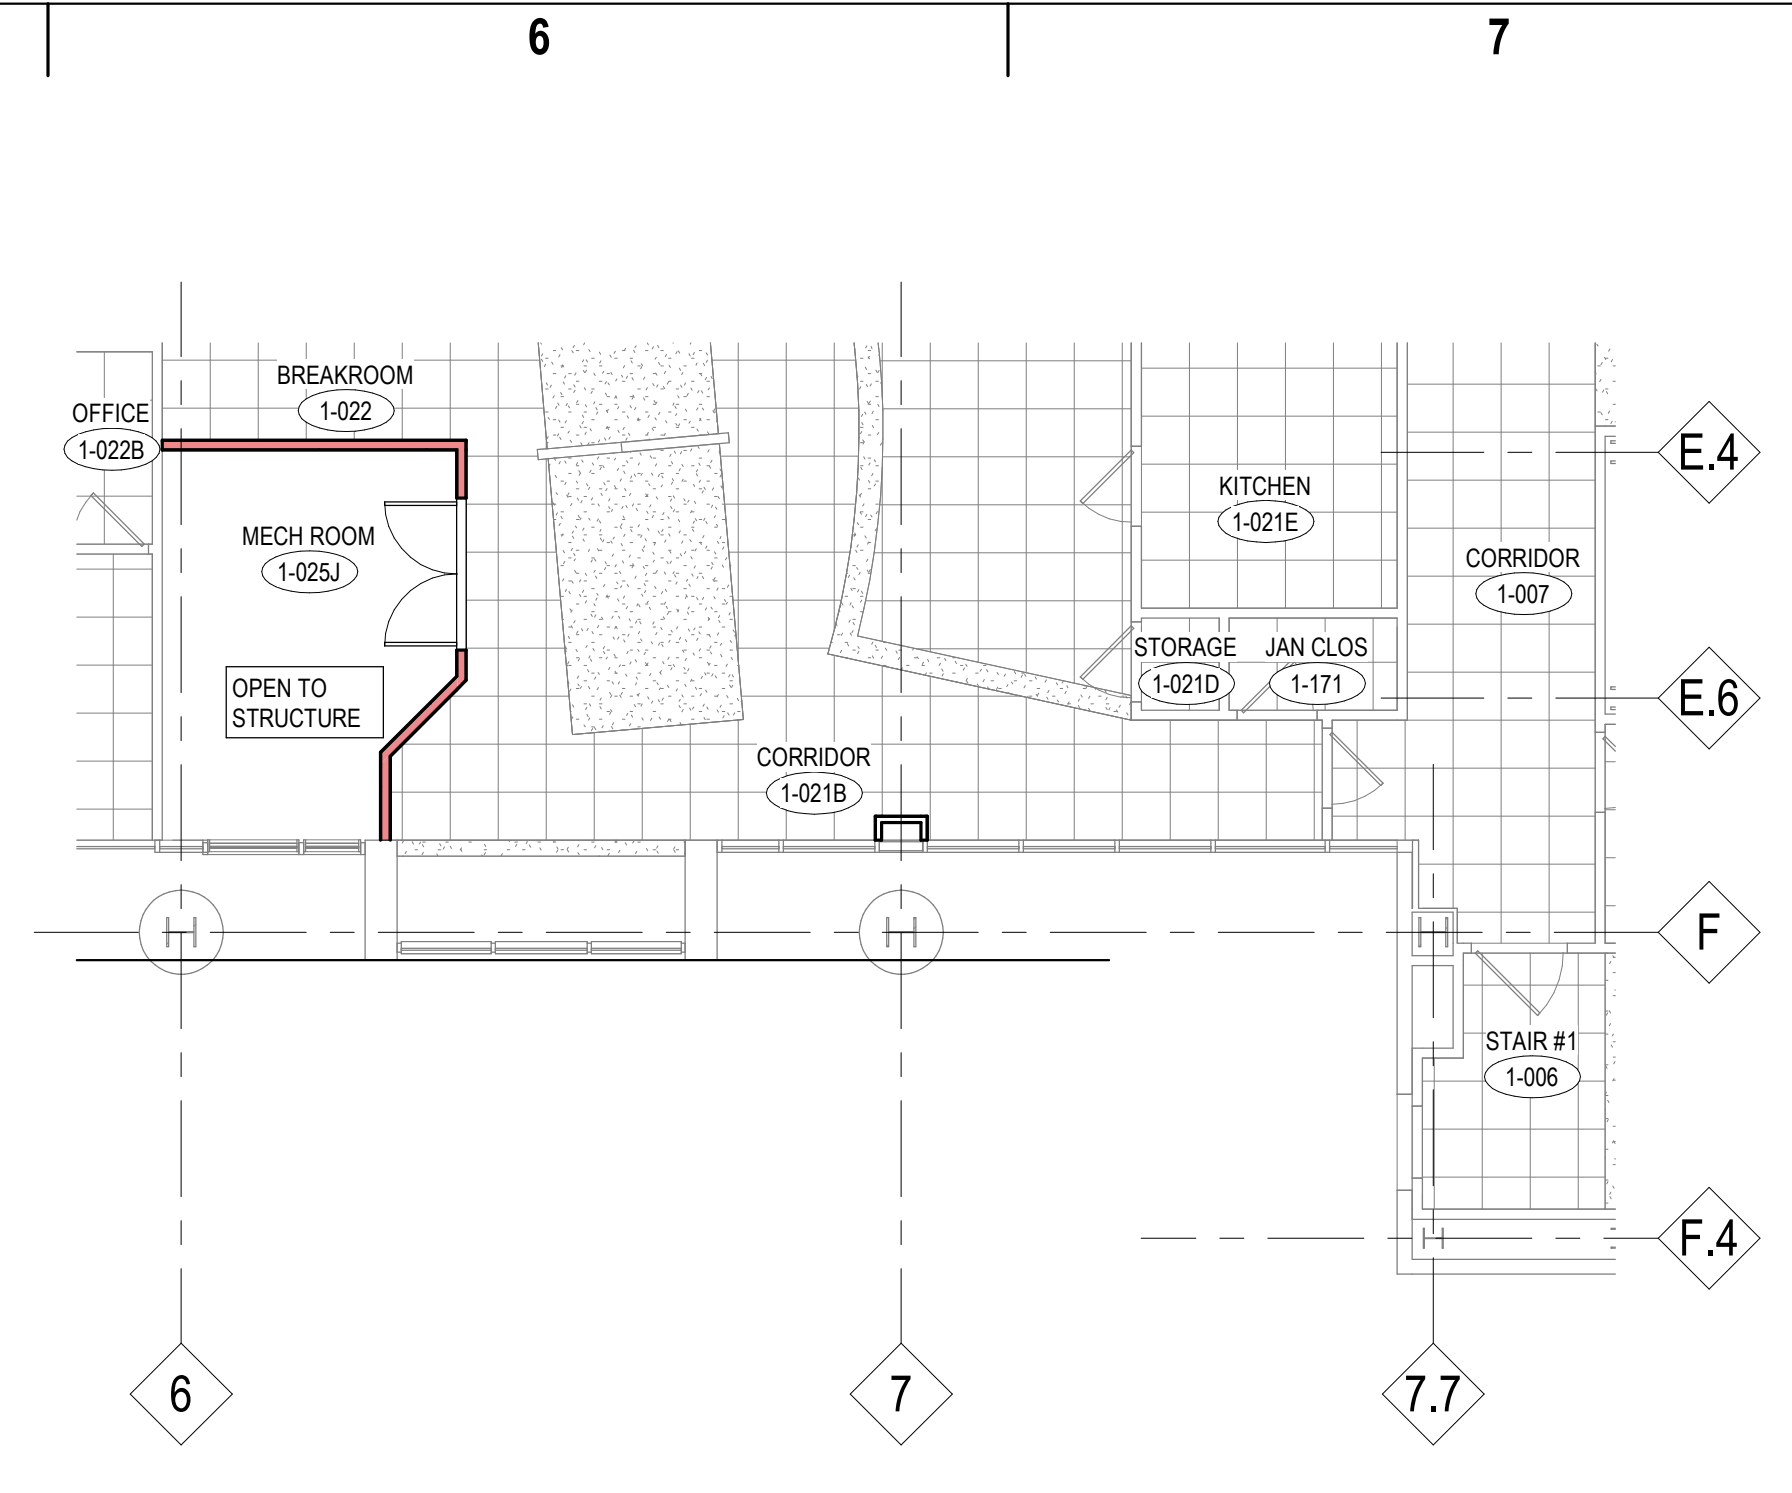 6
7
BREAKROOM
1-022
OFFICE
1-022B
E.4
KITCHEN
1-021E
MECH ROOM
1-025J
CORRIDOR
1-007
STORAGE
1-021D
JAN CLOS
1-171
OPEN TO
STRUCTURE
E.6
CORRIDOR
1-021B
F
STAIR #1
1-006
F.4
6
7
7.7